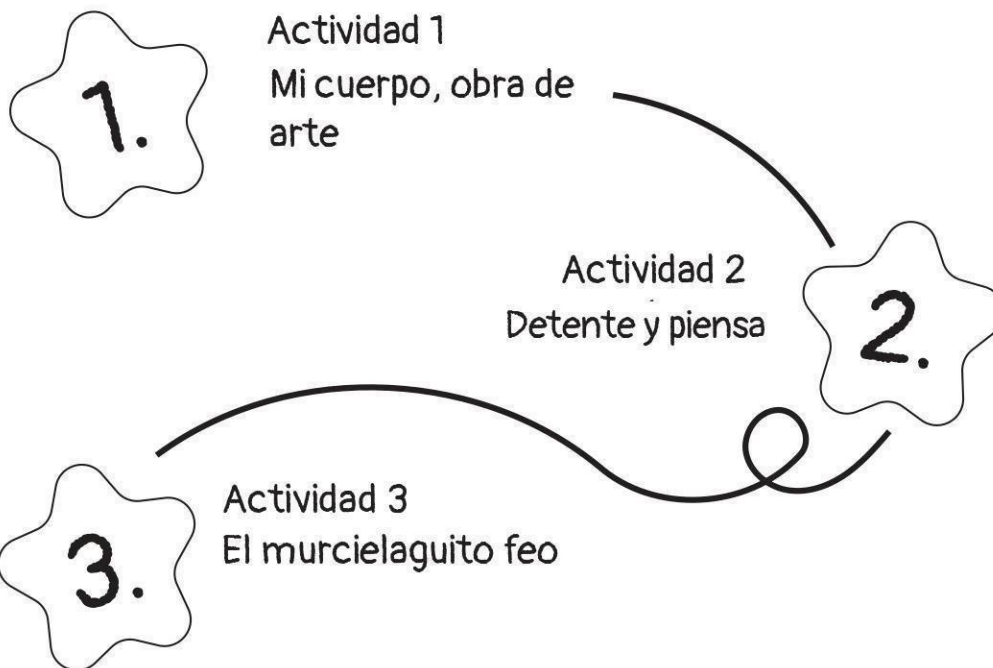 1.
Actividad 1
Mi cuerpo, obra de
arte
Actividad 2
Detente y piensa
2.
3.
Actividad 3
El murcielaguito feo